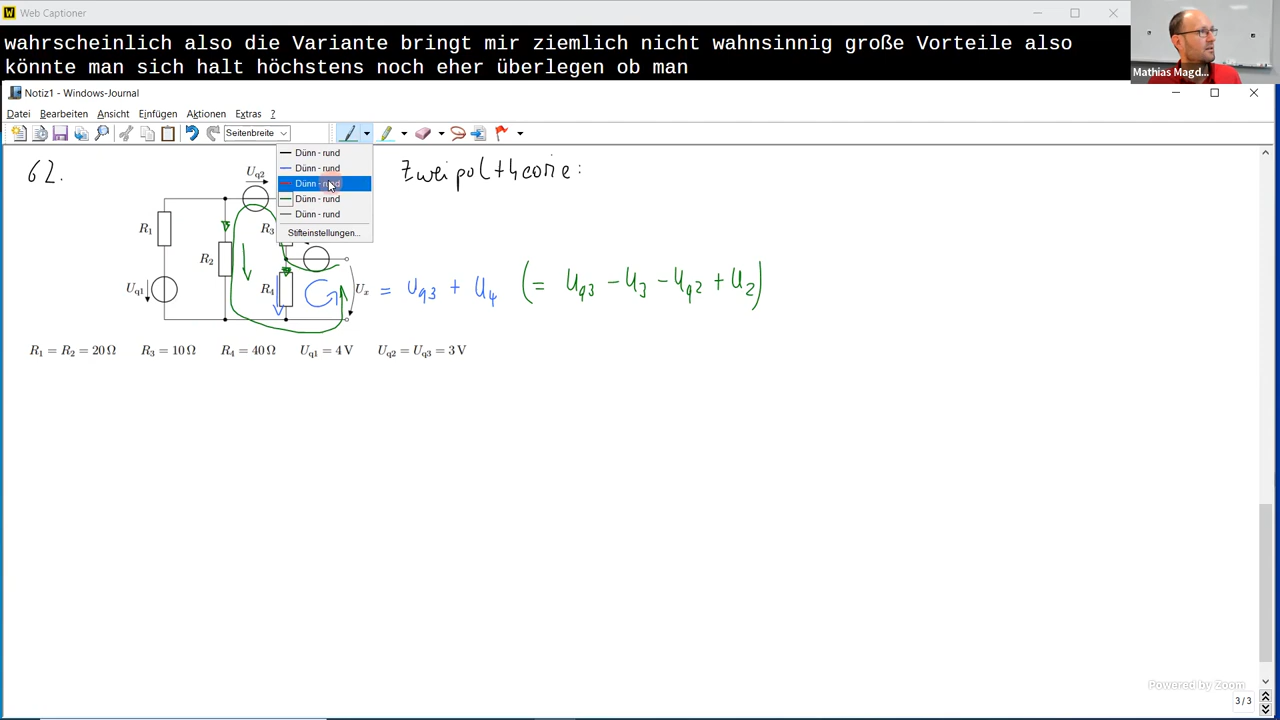 Web Captioner
wahrscheinlich also die Variante bringt mir ziemlich nicht wahnsinnig große Vorteile also
könnte man sich halt höchstens noch eher überlegen ob man
Mathias Magd...
Notiz1 - Windows-Journal
Datei Bearbeiten Ansicht Einfügen Aktionen Extras ?
Seitenbreite
Dünn - rund
Dünn - rund
Dünn - rund
Dünn - rund
Dünn - rund
Stifteinstellungen...
62.
Zweipoltheorie:
Uq2
R1
R2
R3
Uq1
R4
Ux = Uq3 + U4 (= Uq3 - U3 - Uq2 + U2)
R1 = R2 = 20 Ω R3 = 10 Ω R4 = 40 Ω Uq1 = 4 V Uq2 = Uq3 = 3 V
Powered by Zoom
3 / 3